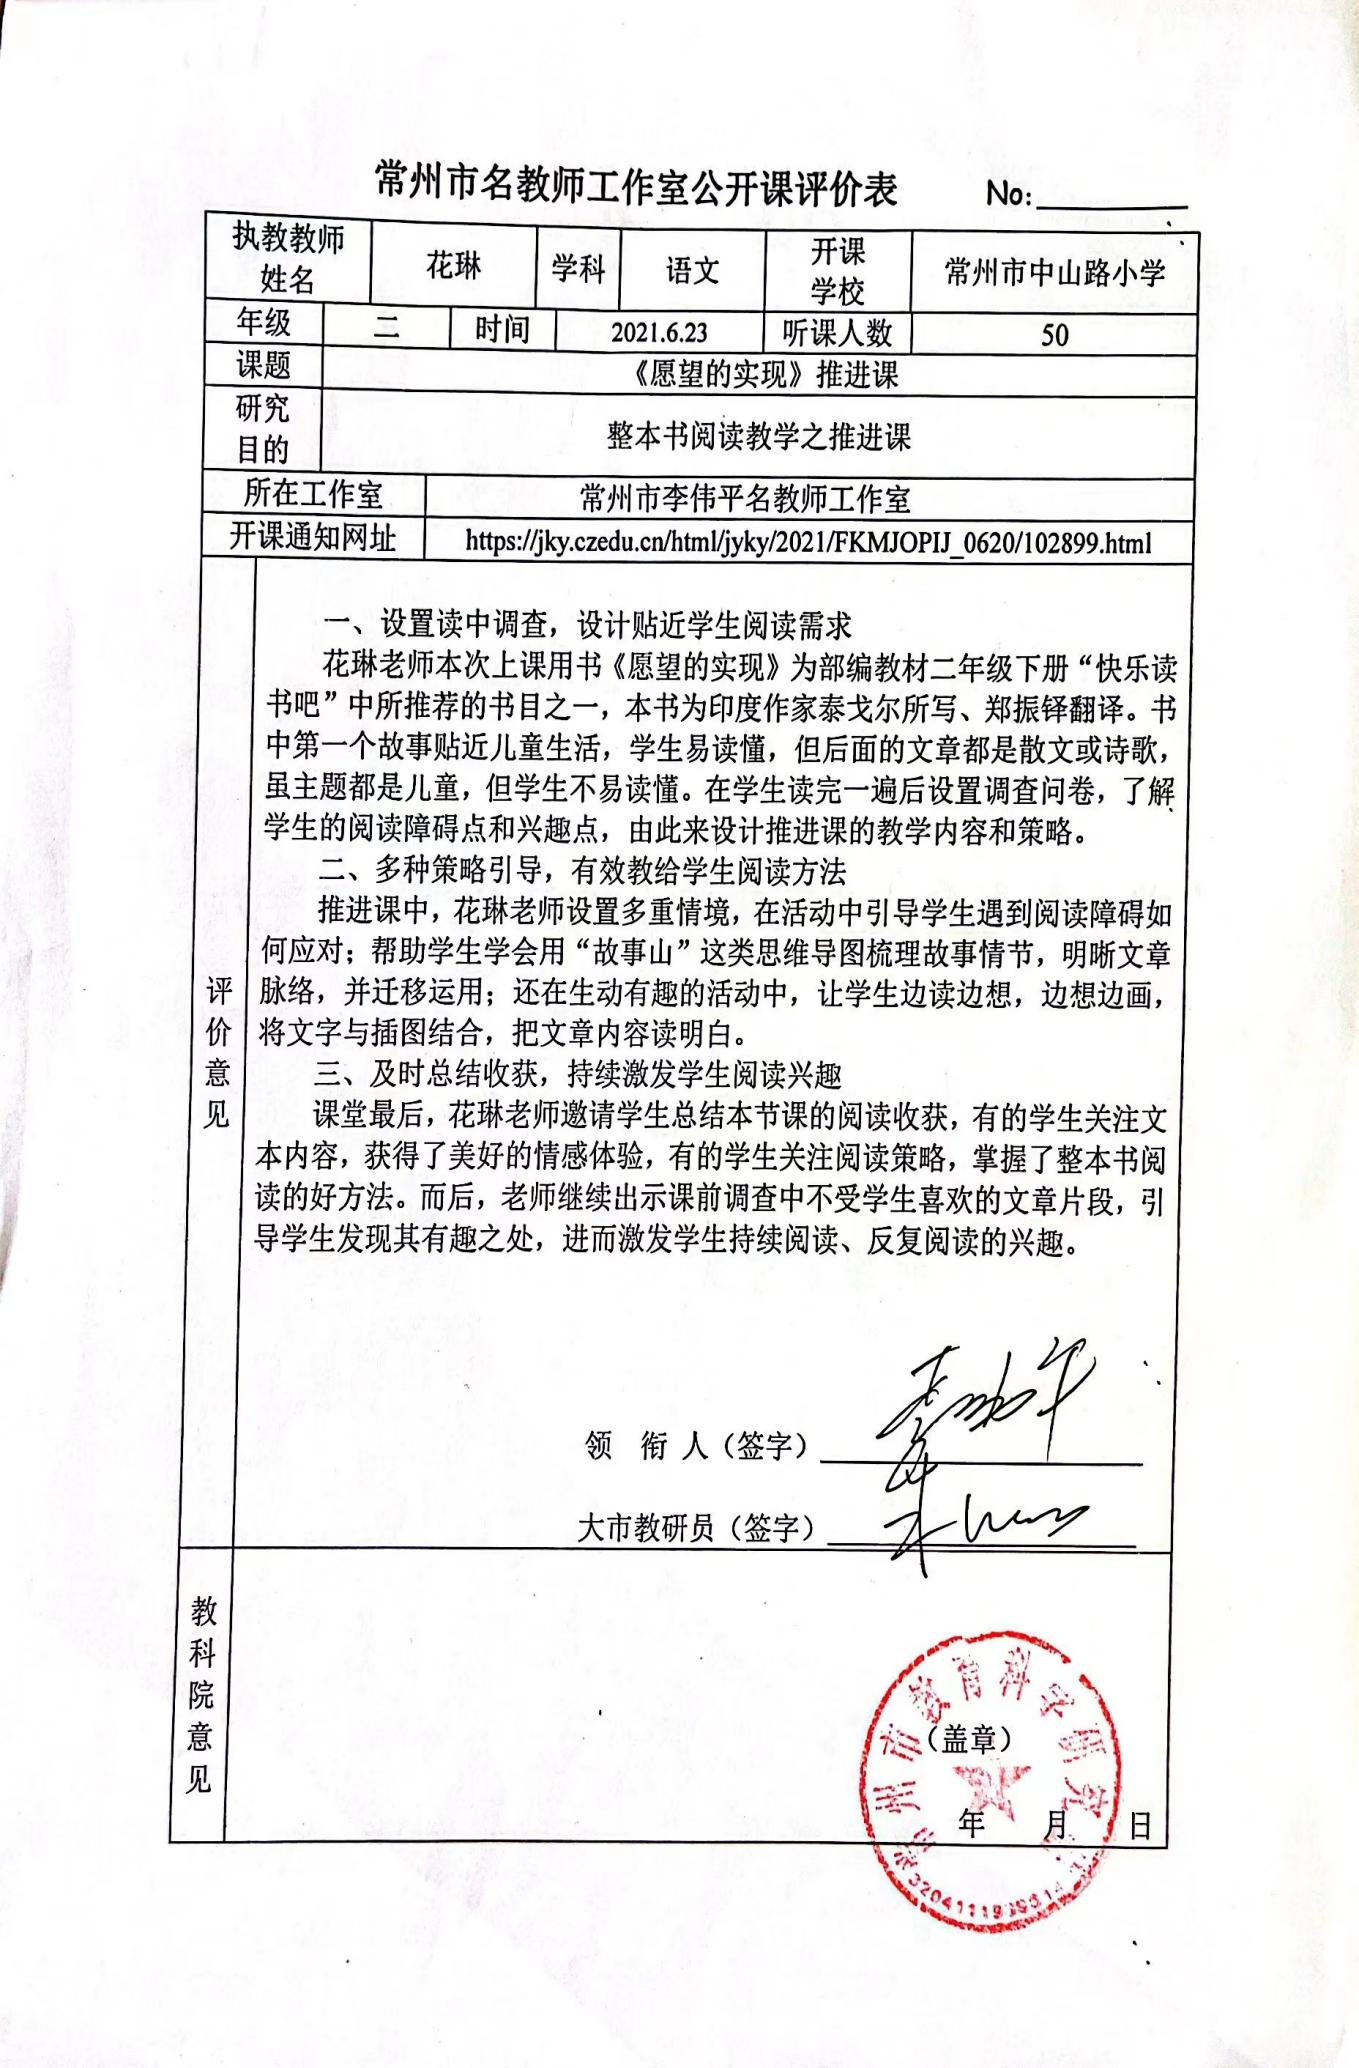 常州市名教师工作室公开课评价表 No:
执教教师姓名 花琳 学科 语文 开课学校 常州市中山路小学
年级 二 时间 2021.6.23 听课人数 50
课题 《愿望的实现》推进课
研究目的 整本书阅读教学之推进课
所在工作室 常州市李伟平名教师工作室
开课通知网址 https://jky.czedu.cn/html/jyky/2021/FKMJOPIJ_0620/102899.html
评价意见
一、设置读中调查，设计贴近学生阅读需求
花琳老师本次上课用书《愿望的实现》为部编教材二年级下册“快乐读
书吧”中所推荐的书目之一，本书为印度作家泰戈尔所写、郑振铎翻译。书
中第一个故事贴近儿童生活，学生易读懂，但后面的文章都是散文或诗歌，
虽主题都是儿童，但学生不易读懂。在学生读完一遍后设置调查问卷，了解
学生的阅读障碍点和兴趣点，由此来设计推进课的教学内容和策略。
二、多种策略引导，有效教给学生阅读方法
推进课中，花琳老师设置多重情境，在活动中引导学生遇到阅读障碍如
何应对；帮助学生学会用“故事山”这类思维导图梳理故事情节，明晰文章
脉络，并迁移运用；还在生动有趣的活动中，让学生边读边想，边想边画，
将文字与插图结合，把文章内容读明白。
三、及时总结收获，持续激发学生阅读兴趣
课堂最后，花琳老师邀请学生总结本节课的阅读收获，有的学生关注文
本内容，获得了美好的情感体验，有的学生关注阅读策略，掌握了整本书阅
读的好方法。而后，老师继续出示课前调查中不受学生喜欢的文章片段，引
导学生发现其有趣之处，进而激发学生持续阅读、反复阅读的兴趣。
领 衔 人（签字）
大市教研员（签字）
教科院意见
（盖章）
年 月 日
州市教育科学研究